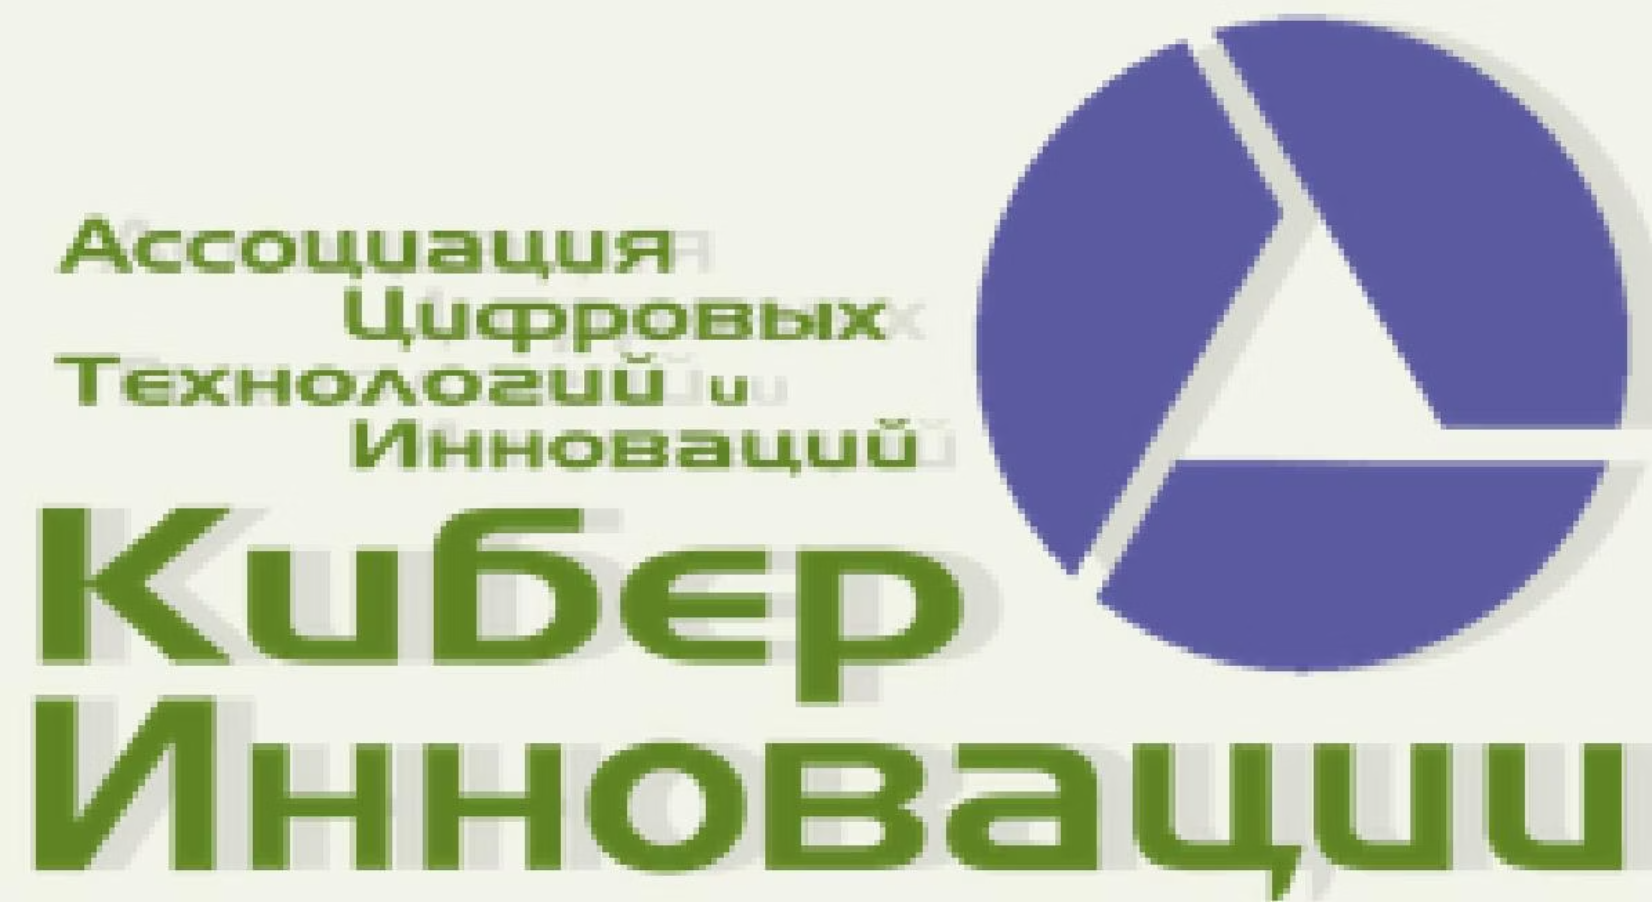 Ассоциация
Цифровых
Технологий и
Инноваций
Кибер
Инновации